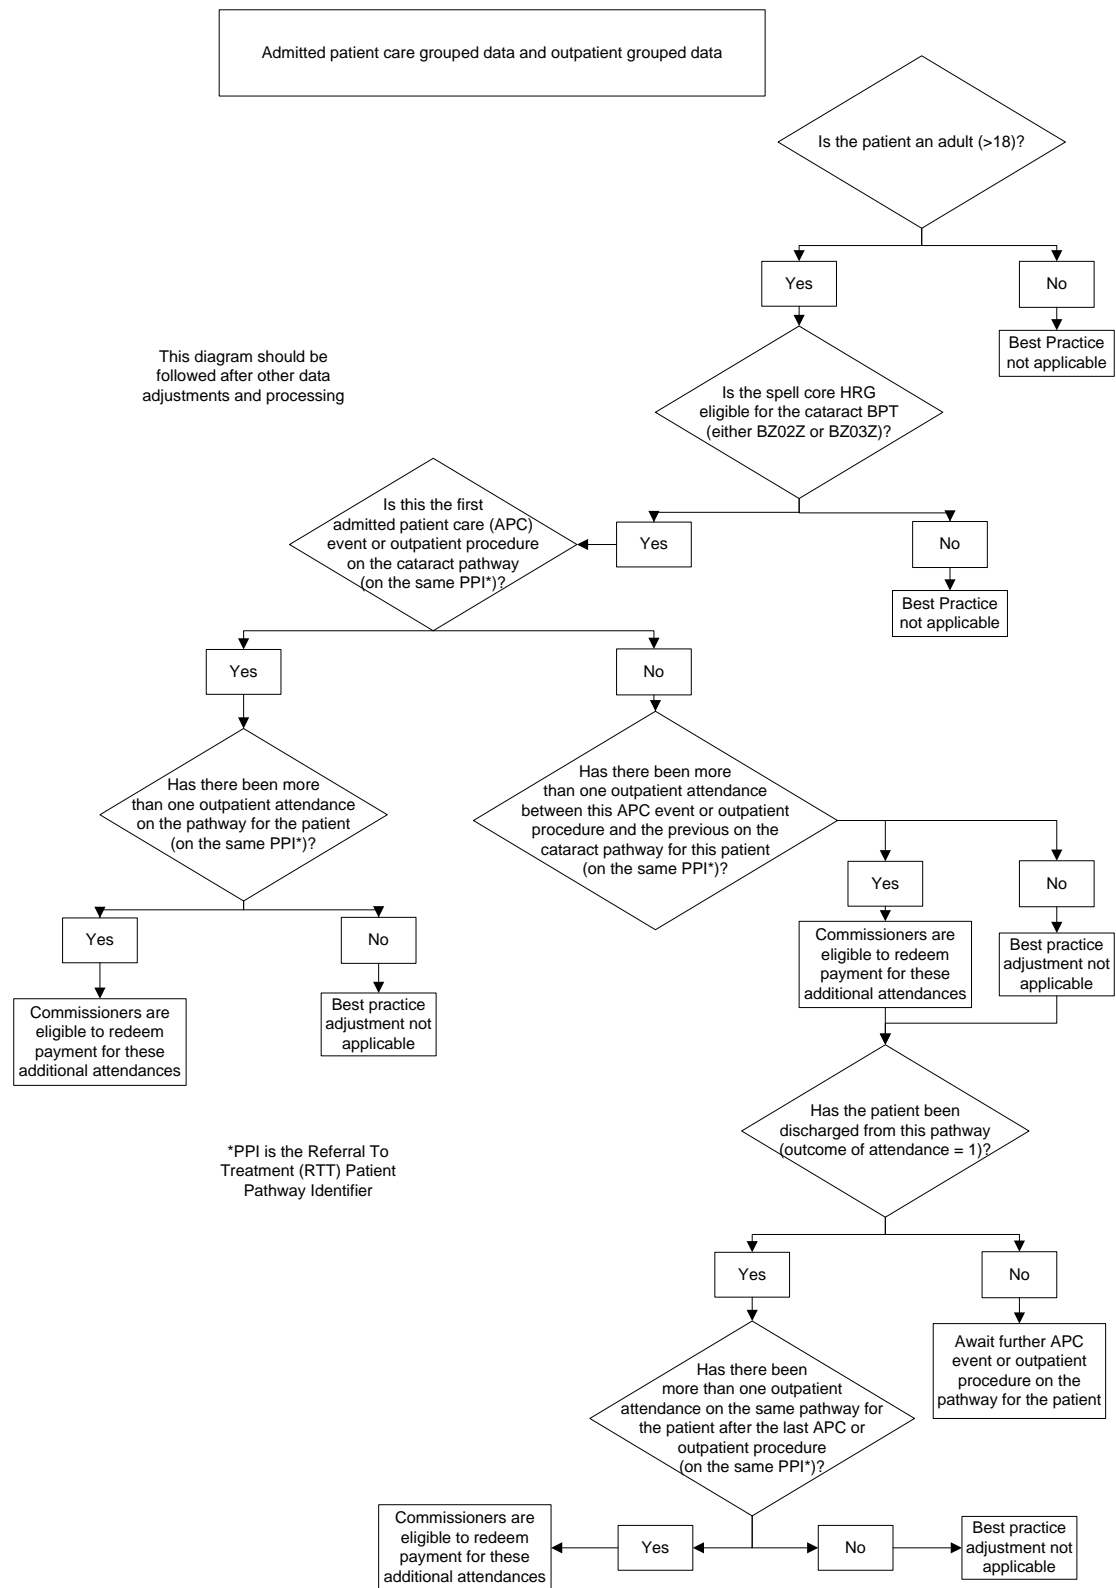 Admitted patient care grouped data and outpatient grouped data
Is the patient an adult (>18)?
Yes
No
Best Practice
not applicable
This diagram should be
followed after other data
adjustments and processing
Is the spell core HRG
eligible for the cataract BPT
(either BZ02Z or BZ03Z)?
Yes
No
Best Practice
not applicable
Is this the first
admitted patient care (APC)
event or outpatient procedure
on the cataract pathway
(on the same PPI*)?
Yes
No
Has there been more
than one outpatient attendance
on the pathway for the patient
(on the same PPI*)?
Yes
No
Commissioners are
eligible to redeem
payment for these
additional attendances
Best practice
adjustment not
applicable
Has there been more
than one outpatient attendance
between this APC event or outpatient
procedure and the previous on the
cataract pathway for this patient
(on the same PPI*)?
Yes
No
Commissioners are
eligible to redeem
payment for these
additional attendances
Best practice
adjustment not
applicable
Has the patient been
discharged from this pathway
(outcome of attendance = 1)?
*PPI is the Referral To
Treatment (RTT) Patient
Pathway Identifier
Yes
No
Await further APC
event or outpatient
procedure on the
pathway for the patient
Has there been
more than one outpatient
attendance on the same pathway for
the patient after the last APC or
outpatient procedure
(on the same PPI*)?
Yes
No
Commissioners are
eligible to redeem
payment for these
additional attendances
Best practice
adjustment not
applicable